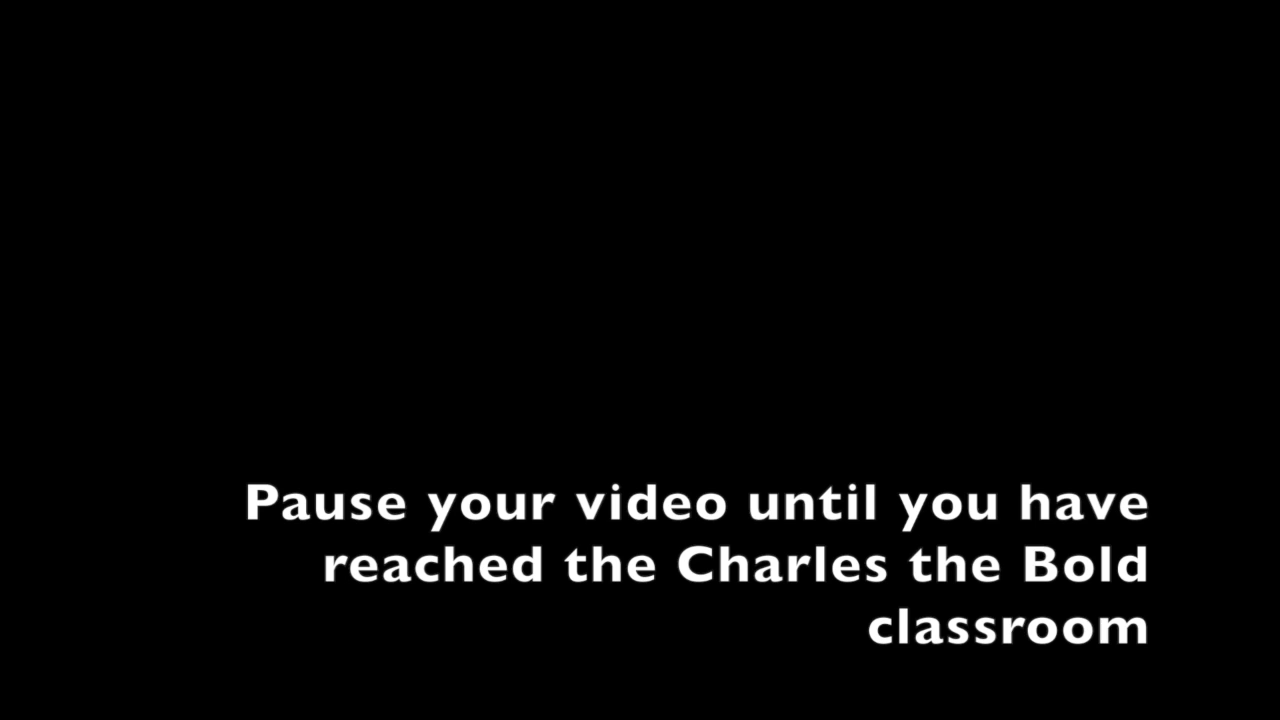 Pause your video until you have
reached the Charles the Bold
classroom